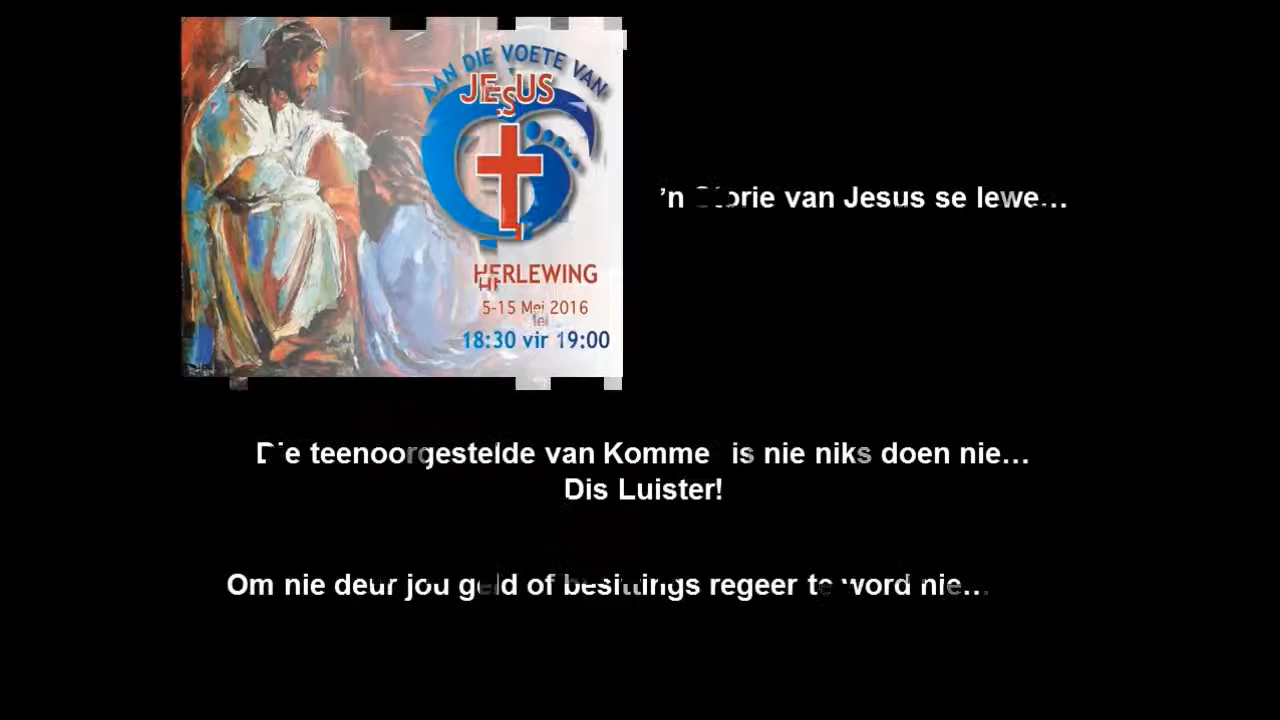 AAN DIE VOETE VAN
JESUS
HERLEWING
5-15 Mei 2016
18:30 vir 19:00
'n Storie van Jesus se lewe...
Die teenoorgestelde van is nie niks doen nie...
Dis Luister!
Om nie deur jou geld of besittings regeer te word nie...